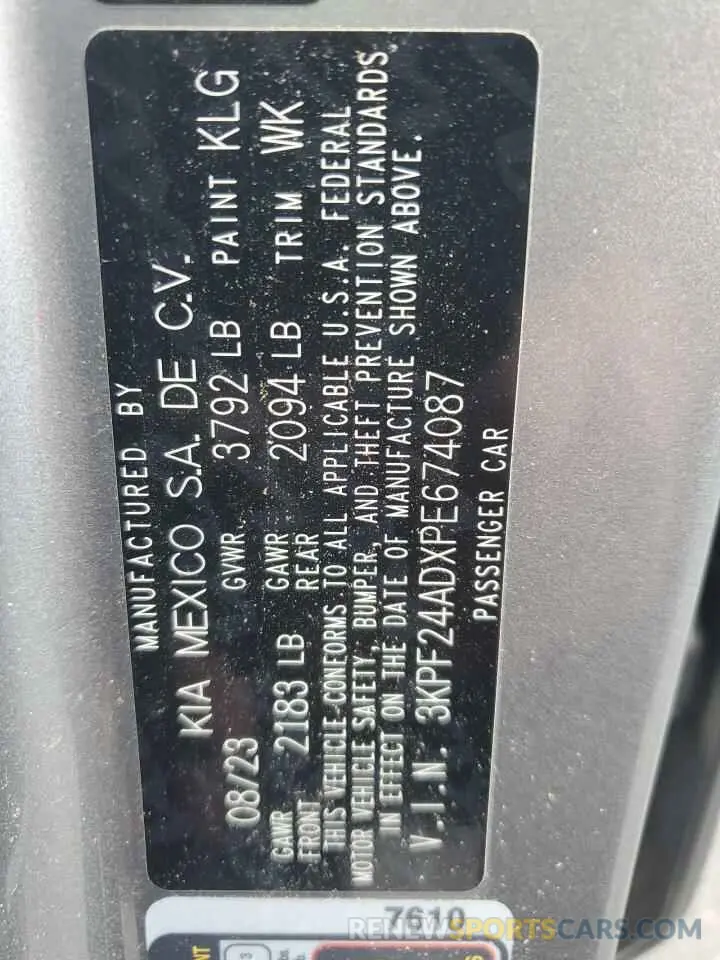 MANUFACTURED BY
KIA MEXICO S.A. DE C.V.
08/23 GVWR 3792 LB PAINT KLG
GAWR FRONT 2183 LB GAWR REAR 2094 LB TRIM WK
THIS VEHICLE CONFORMS TO ALL APPLICABLE U.S.A. FEDERAL
MOTOR VEHICLE SAFETY, BUMPER, AND THEFT PREVENTION STANDARDS
IN EFFECT ON THE DATE OF MANUFACTURE SHOWN ABOVE.
V.I.N. 3KPF24ADXPE674087
PASSENGER CAR
7610
RENEWSPORTSCARS.COM